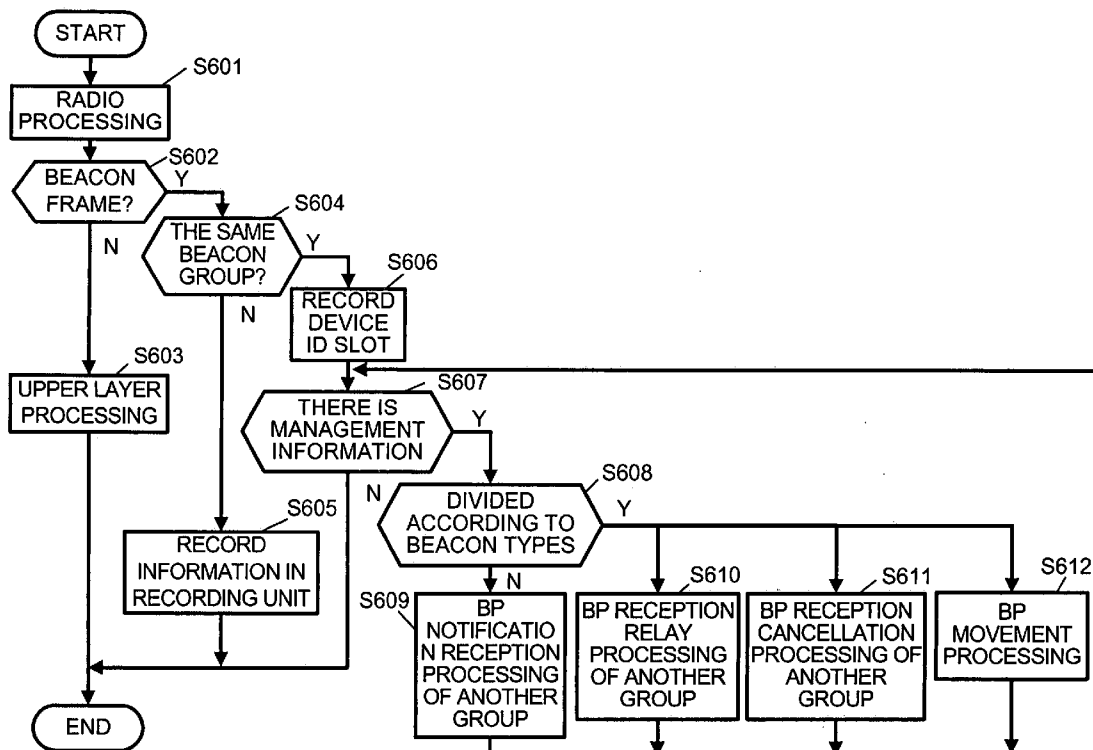 START
S601
RADIO
PROCESSING
S602
BEACON
FRAME?
Y
N
S604
THE SAME
BEACON
GROUP?
Y
N
S606
RECORD
DEVICE
ID SLOT
S603
UPPER LAYER
PROCESSING
S607
THERE IS
MANAGEMENT
INFORMATION
Y
N
S608
DIVIDED
ACCORDING TO
BEACON TYPES
Y
N
S605
RECORD
INFORMATION IN
RECORDING UNIT
S609
BP
NOTIFICATIO
N RECEPTION
PROCESSING
OF ANOTHER
GROUP
S610
BP RECEPTION
RELAY
PROCESSING
OF ANOTHER
GROUP
S611
BP RECEPTION
CANCELLATION
PROCESSING OF
ANOTHER
GROUP
S612
BP
MOVEMENT
PROCESSING
END